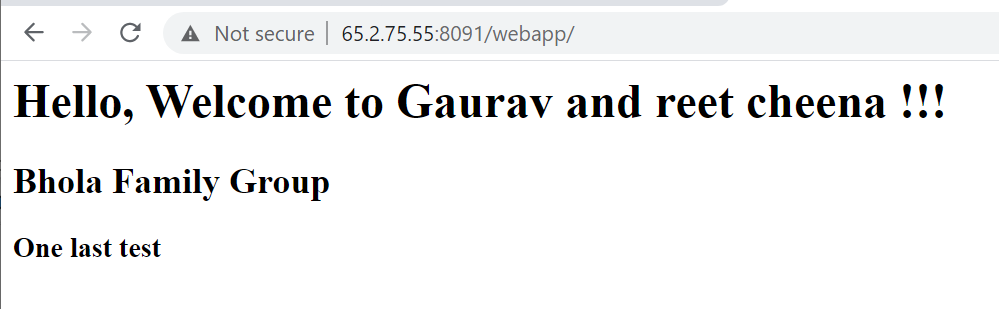 Not secure | 65.2.75.55:8091/webapp/
Hello, Welcome to Gaurav and reet cheena !!!
Bhola Family Group
One last test